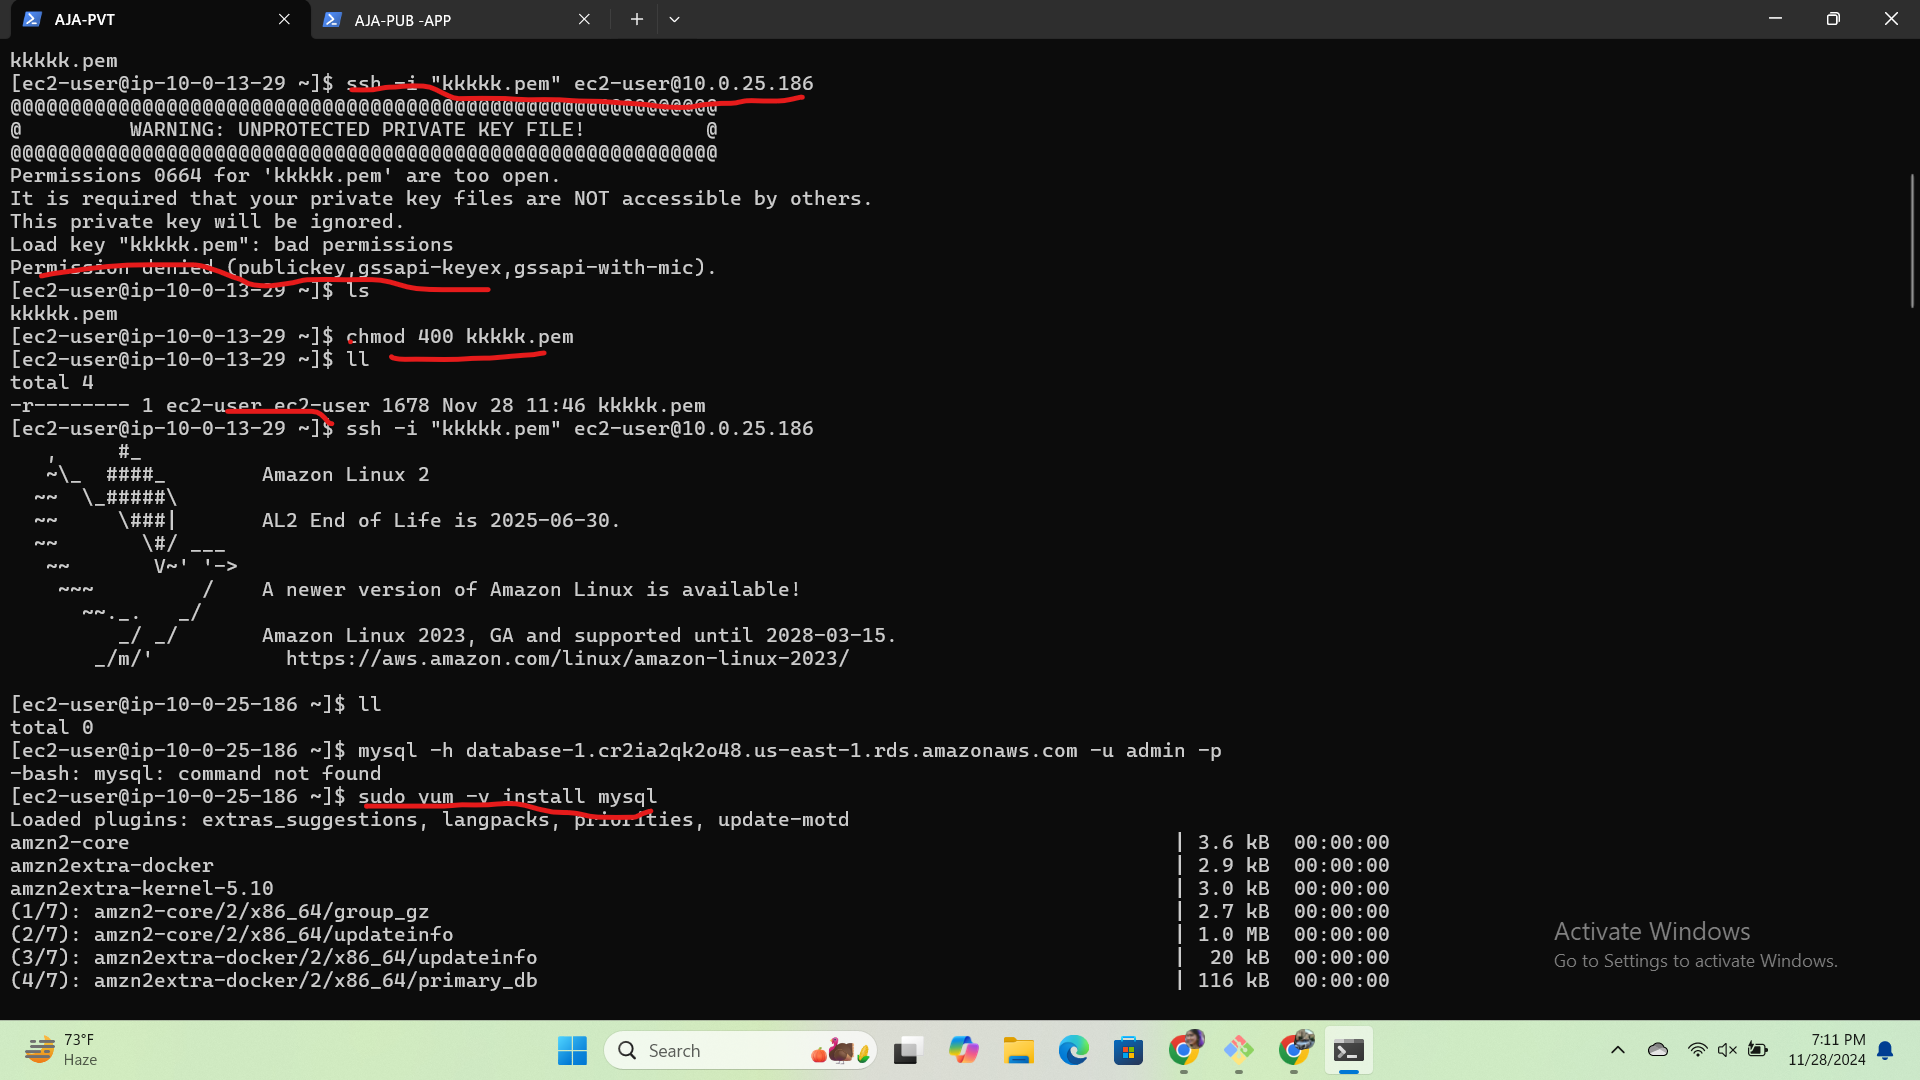 AJA-PVT
AJA-PUB -APP
kkkkk.pem
[ec2-user@ip-10-0-13-29 ~]$ ssh -i "kkkkk.pem" ec2-user@10.0.25.186
@@@@@@@@@@@@@@@@@@@@@@@@@@@@@@@@@@@@@@@@@@@@@@@@@@@@@@@@@@@
@         WARNING: UNPROTECTED PRIVATE KEY FILE!          @
@@@@@@@@@@@@@@@@@@@@@@@@@@@@@@@@@@@@@@@@@@@@@@@@@@@@@@@@@@@
Permissions 0664 for 'kkkkk.pem' are too open.
It is required that your private key files are NOT accessible by others.
This private key will be ignored.
Load key "kkkkk.pem": bad permissions
Permission denied (publickey,gssapi-keyex,gssapi-with-mic).
[ec2-user@ip-10-0-13-29 ~]$ ls
kkkkk.pem
[ec2-user@ip-10-0-13-29 ~]$ chmod 400 kkkkk.pem
[ec2-user@ip-10-0-13-29 ~]$ ll
total 4
-r-------- 1 ec2-user ec2-user 1678 Nov 28 11:46 kkkkk.pem
[ec2-user@ip-10-0-13-29 ~]$ ssh -i "kkkkk.pem" ec2-user@10.0.25.186
   ,     #_
   ~\_  ####_        Amazon Linux 2
  ~~  \_#####\
  ~~     \###|       AL2 End of Life is 2025-06-30.
  ~~       \#/ ___
   ~~       V~' '->
    ~~~         /    A newer version of Amazon Linux is available!
      ~~._.   _/
         _/ _/       Amazon Linux 2023, GA and supported until 2028-03-15.
       _/m/'           https://aws.amazon.com/linux/amazon-linux-2023/
[ec2-user@ip-10-0-25-186 ~]$ ll
total 0
[ec2-user@ip-10-0-25-186 ~]$ mysql -h database-1.cr2ia2qk2o48.us-east-1.rds.amazonaws.com -u admin -p
-bash: mysql: command not found
[ec2-user@ip-10-0-25-186 ~]$ sudo yum -y install mysql
Loaded plugins: extras_suggestions, langpacks, priorities, update-motd
amzn2-core | 3.6 kB  00:00:00
amzn2extra-docker | 2.9 kB  00:00:00
amzn2extra-kernel-5.10 | 3.0 kB  00:00:00
(1/7): amzn2-core/2/x86_64/group_gz | 2.7 kB  00:00:00
(2/7): amzn2-core/2/x86_64/updateinfo | 1.0 MB  00:00:00
(3/7): amzn2extra-docker/2/x86_64/updateinfo |  20 kB  00:00:00
(4/7): amzn2extra-docker/2/x86_64/primary_db | 116 kB  00:00:00
Activate Windows
Go to Settings to activate Windows.
73°F
Haze
Search
7:11 PM
11/28/2024